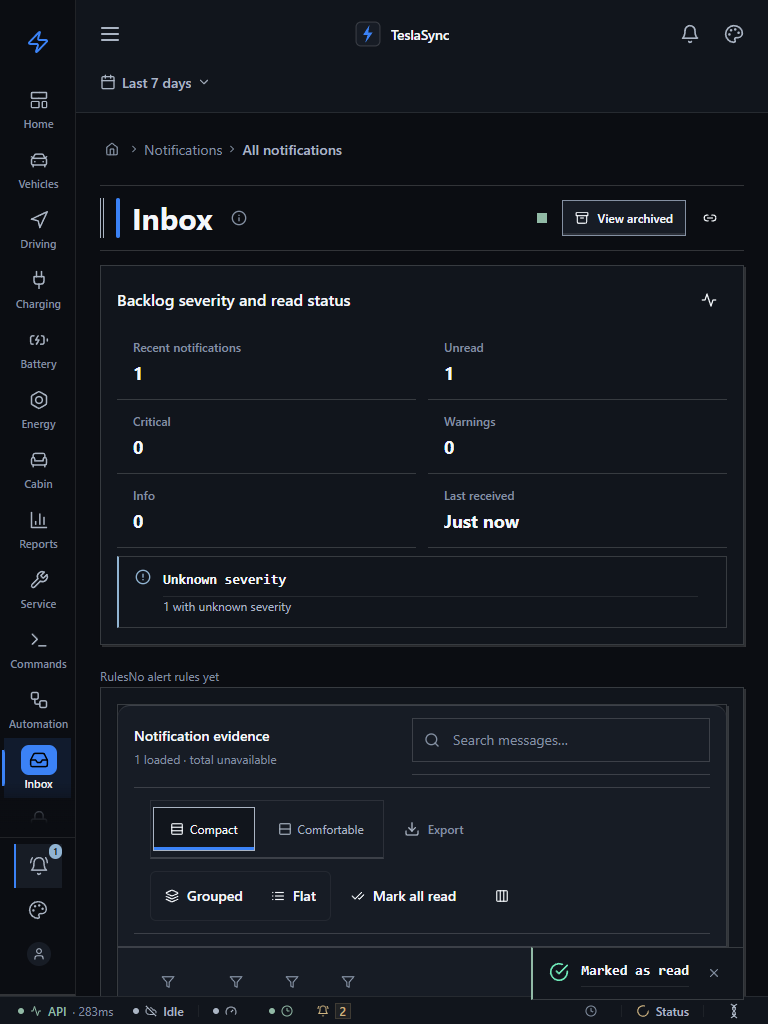 TeslaSync
Last 7 days
Home
Vehicles
Driving
Charging
Battery
Energy
Cabin
Reports
Service
Commands
Automation
Inbox
1
Notifications > All notifications
Inbox
View archived
Backlog severity and read status
Recent notifications
1
Unread
1
Critical
0
Warnings
0
Info
0
Last received
Just now
Unknown severity
1 with unknown severity
RulesNo alert rules yet
Notification evidence
1 loaded · total unavailable
Search messages...
Compact Comfortable Export
Grouped Flat Mark all read
Marked as read
API · 283ms Idle 2 Status